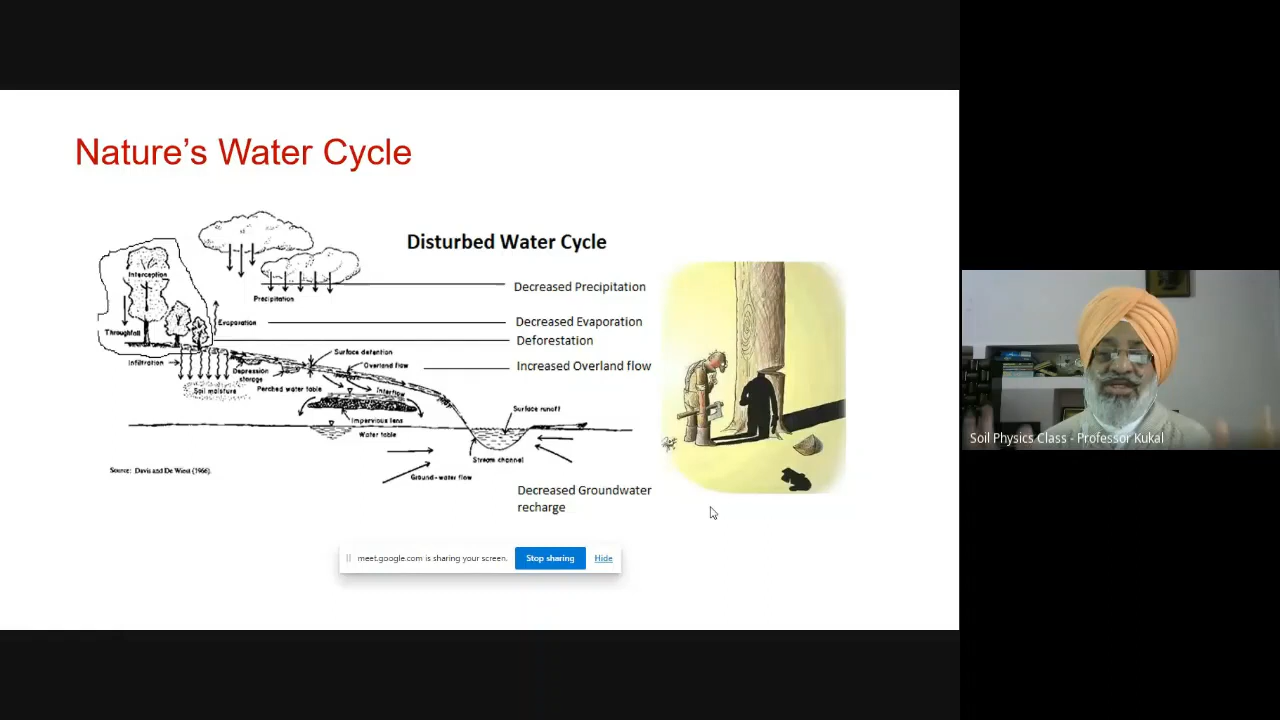 Nature’s Water Cycle
Disturbed Water Cycle
Interception
Precipitation
Decreased Precipitation
Throughfall
Evaporation
Decreased Evaporation
Deforestation
Infiltration
Surface detention
Overland flow
Increased Overland flow
Depression
storage
Soil moisture
Perched water table
Interflow
Impervious lens
Water table
Surface runoff
Stream channel
Ground-water flow
Source: Davis and De Wiest (1966).
Decreased Groundwater
recharge
meet.google.com is sharing your screen.
Stop sharing
Hide
Soil Physics Class - Professor Kukal